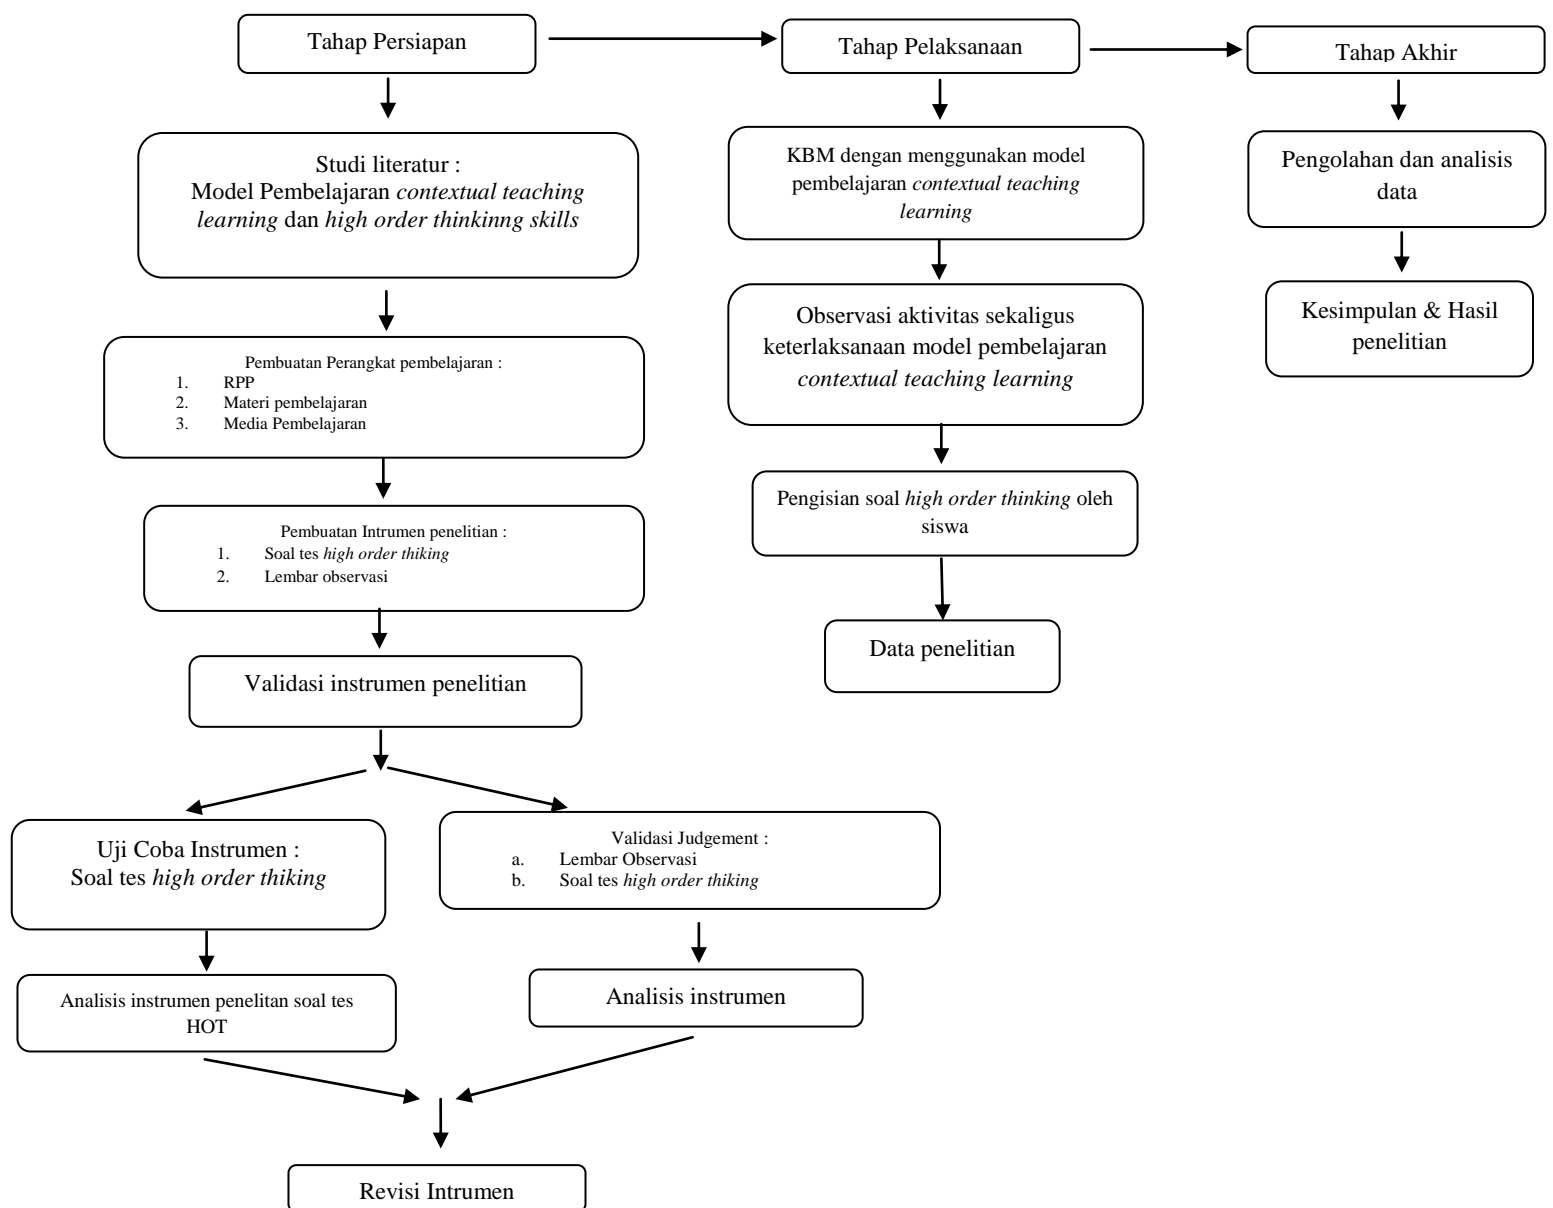 Tahap Persiapan
Tahap Pelaksanaan
Tahap Akhir
Studi literatur :
Model Pembelajaran contextual teaching
learning dan high order thinkinng skills
Pembuatan Perangkat pembelajaran :
1. RPP
2. Materi pembelajaran
3. Media Pembelajaran
Pembuatan Intrumen penelitian :
1. Soal tes high order thiking
2. Lembar observasi
Validasi instrumen penelitian
Uji Coba Instrumen :
Soal tes high order thiking
Validasi Judgement :
a. Lembar Observasi
b. Soal tes high order thiking
Analisis instrumen penelitan soal tes
HOT
Analisis instrumen
Revisi Intrumen
KBM dengan menggunakan model
pembelajaran contextual teaching
learning
Observasi aktivitas sekaligus
keterlaksanaan model pembelajaran
contextual teaching learning
Pengisian soal high order thinking oleh
siswa
Data penelitian
Pengolahan dan analisis
data
Kesimpulan & Hasil
penelitian